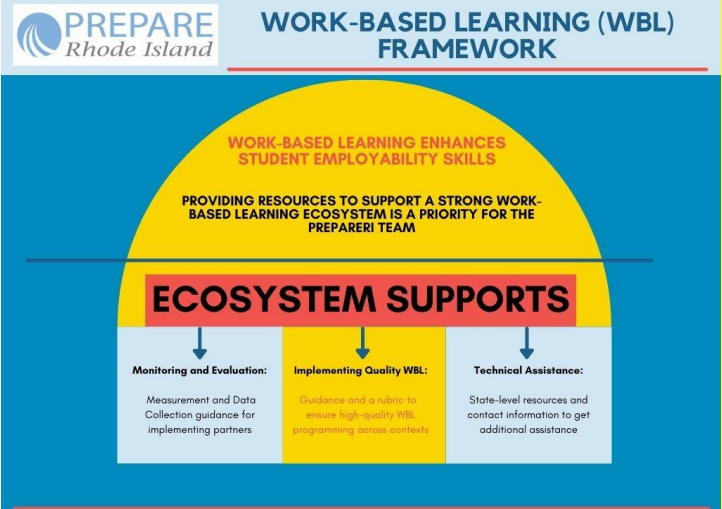 PREPARE
Rhode Island
WORK-BASED LEARNING (WBL)
FRAMEWORK
WORK-BASED LEARNING ENHANCES
STUDENT EMPLOYABILITY SKILLS
PROVIDING RESOURCES TO SUPPORT A STRONG WORK-
BASED LEARNING ECOSYSTEM IS A PRIORITY FOR THE
PREPARERI TEAM
ECOSYSTEM SUPPORTS
Monitoring and Evaluation:
Measurement and Data
Collection guidance for
implementing partners
Implementing Quality WBL:
Guidance and a rubric to
ensure high-quality WBL
programming across contexts
Technical Assistance:
State-level resources and
contact information to get
additional assistance